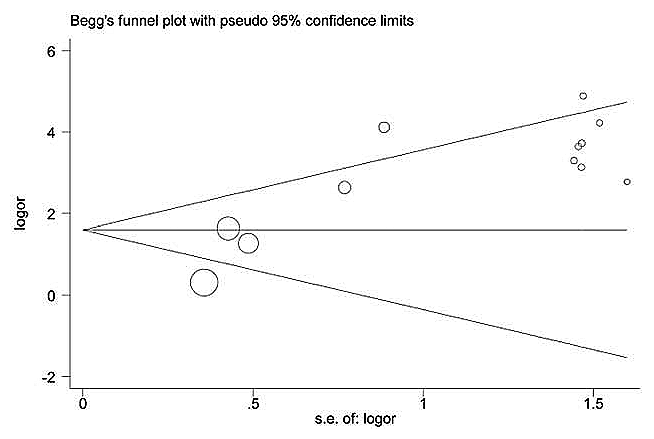 Begg's funnel plot with pseudo 95% confidence limits
6
4
2
0
-2
logor
0 .5 1 1.5
s.e. of: logor